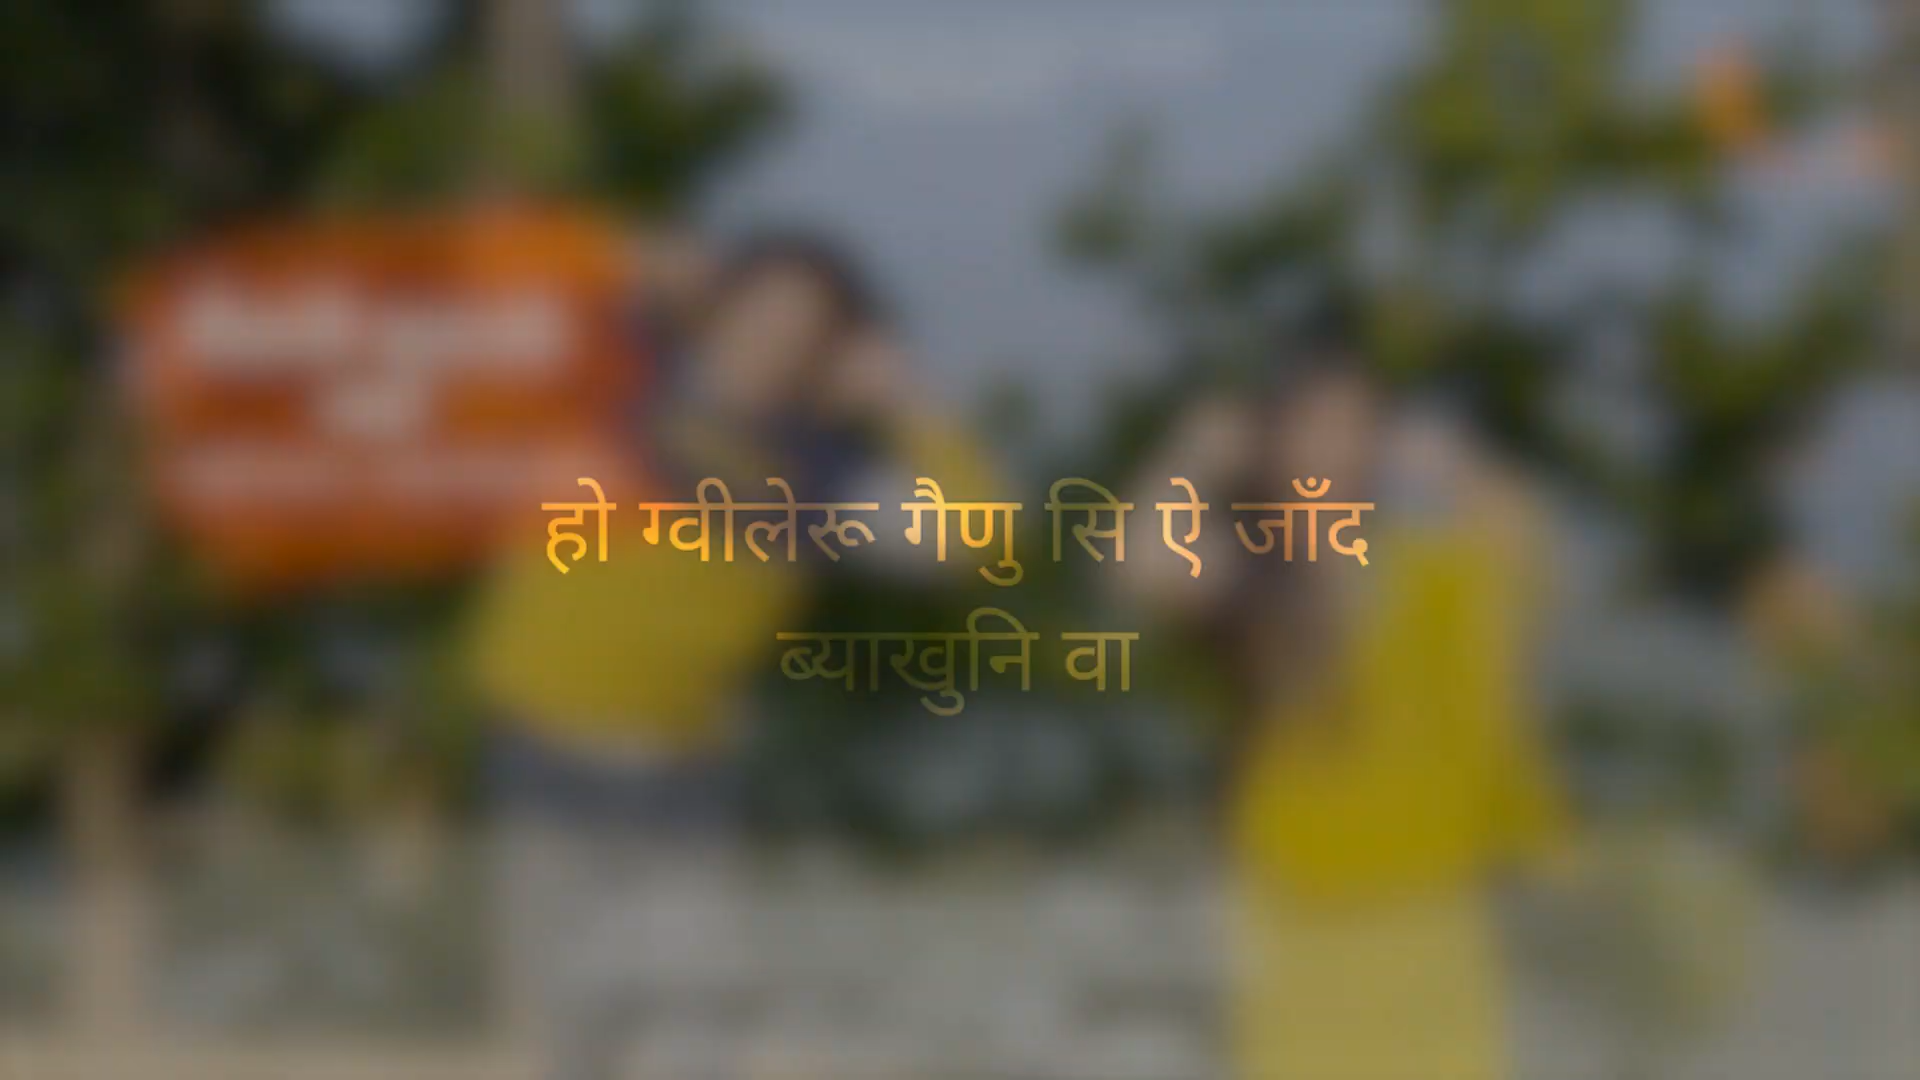 हो ग्वीलेरू गैणु सि ऐ जाँद
ब्याखुनि वा